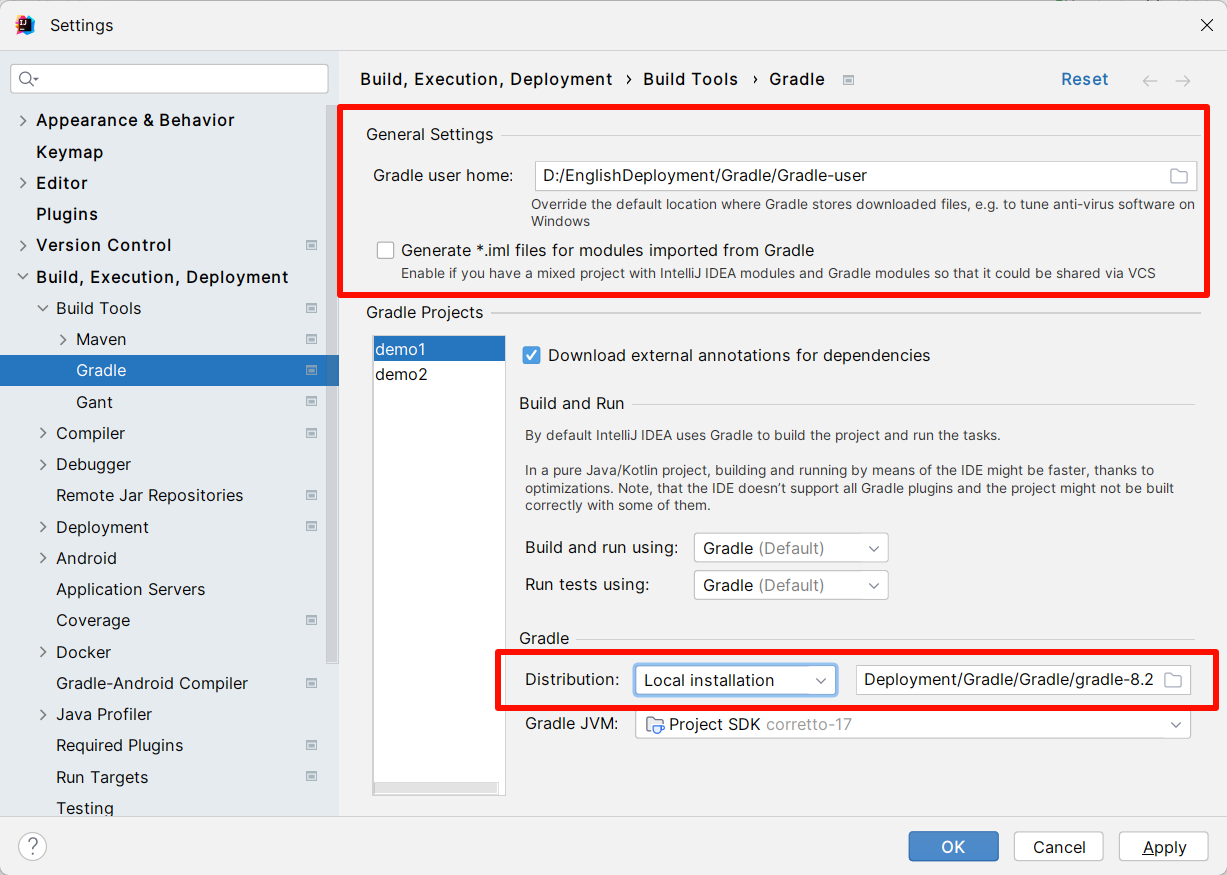 Settings
Build, Execution, Deployment › Build Tools › Gradle
Reset
Appearance & Behavior
Keymap
Editor
Plugins
Version Control
Build, Execution, Deployment
Build Tools
Maven
Gradle
Gant
Compiler
Debugger
Remote Jar Repositories
Deployment
Android
Application Servers
Coverage
Docker
Gradle-Android Compiler
Java Profiler
Required Plugins
Run Targets
Testing
General Settings
Gradle user home: D:/EnglishDeployment/Gradle/Gradle-user
Override the default location where Gradle stores downloaded files, e.g. to tune anti-virus software on
Windows
Generate *.iml files for modules imported from Gradle
Enable if you have a mixed project with IntelliJ IDEA modules and Gradle modules so that it could be shared via VCS
Gradle Projects
demo1
demo2
Download external annotations for dependencies
Build and Run
By default IntelliJ IDEA uses Gradle to build the project and run the tasks.
In a pure Java/Kotlin project, building and running by means of the IDE might be faster, thanks to
optimizations. Note, that the IDE doesn’t support all Gradle plugins and the project might not be built
correctly with some of them.
Build and run using: Gradle (Default)
Run tests using: Gradle (Default)
Gradle
Distribution: Local installation Deployment/Gradle/Gradle/gradle-8.2
Gradle JVM: Project SDK corretto-17
?
OK
Cancel
Apply